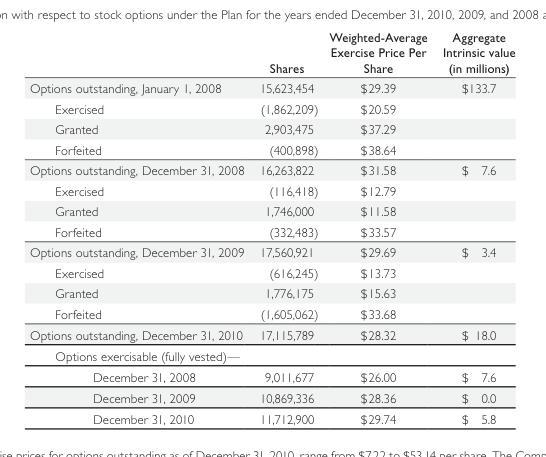 n with respect to stock options under the Plan for the years ended December 31, 2010, 2009, and 2008 a
Weighted-Average Aggregate
Exercise Price Per Intrinsic value
Shares Share (in millions)
Options outstanding, January 1, 2008 15,623,454 $29.39 $133.7
Exercised (1,862,209) $20.59
Granted 2,903,475 $37.29
Forfeited (400,898) $38.64
Options outstanding, December 31, 2008 16,263,822 $31.58 $ 7.6
Exercised (116,418) $12.79
Granted 1,746,000 $11.58
Forfeited (332,483) $33.57
Options outstanding, December 31, 2009 17,560,921 $29.69 $ 3.4
Exercised (616,245) $13.73
Granted 1,776,175 $15.63
Forfeited (1,605,062) $33.68
Options outstanding, December 31, 2010 17,115,789 $28.32 $ 18.0
Options exercisable (fully vested)—
December 31, 2008 9,011,677 $26.00 $ 7.6
December 31, 2009 10,869,336 $28.36 $ 0.0
December 31, 2010 11,712,900 $29.74 $ 5.8
ise prices for options outstanding as of December 31, 2010, range from $7.22 to $53.14 per share. The Comp